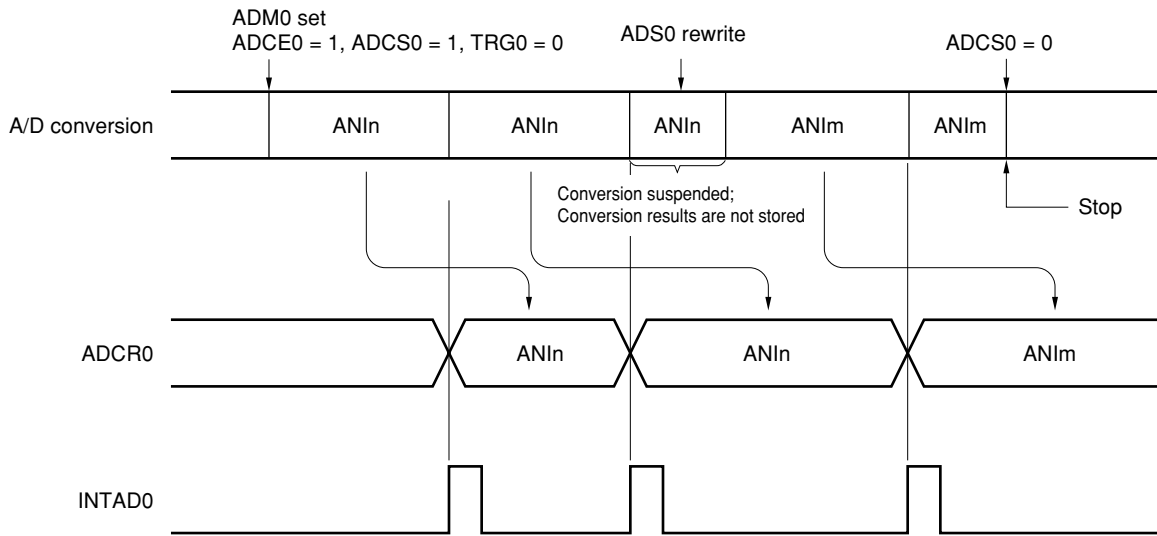 ADM0 set
ADCE0 = 1, ADCS0 = 1, TRG0 = 0
ADS0 rewrite
ADCS0 = 0
A/D conversion
ANIn
ANIn
ANIn
ANIm
ANIm
Conversion suspended;
Conversion results are not stored
Stop
ADCR0
ANIn
ANIn
ANIm
INTAD0